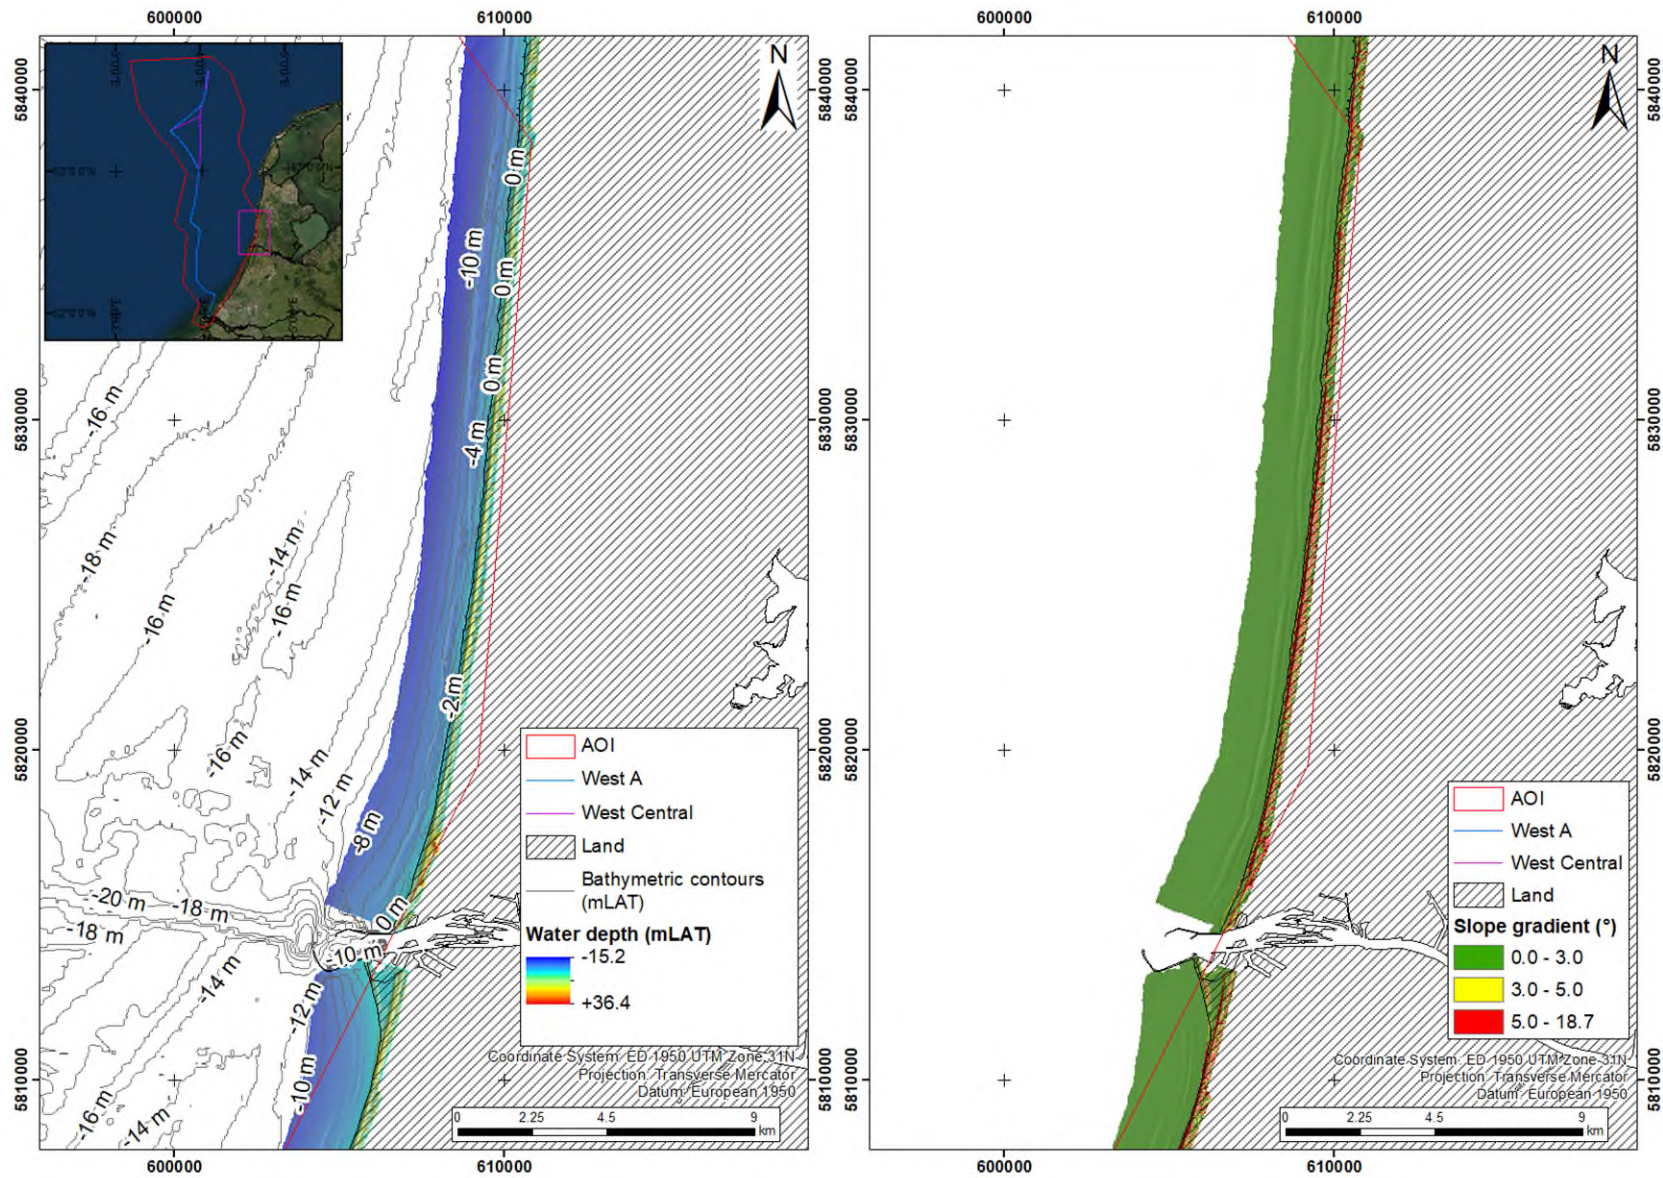 600000
610000
600000
610000
N
N
5840000
5840000
5840000
5840000
0 m
-10 m
0 m
0 m
-4 m
-16 m
5830000
5830000
5830000
5830000
-18 m
-14 m
-16 m
-16 m
-2 m
5820000
5820000
5820000
5820000
-16 m
-14 m
-12 m
-8 m
-20 m
-18 m
0 m
-18 m
-10 m
-14 m
-12 m
-10 m
-16 m
-14 m
5810000
5810000
5810000
5810000
AOI
West A
West Central
Land
Bathymetric contours
(mLAT)
Water depth (mLAT)
-15.2
+36.4
Coordinate System: ED 1950 UTM Zone 31N
Projection: Transverse Mercator
Datum: European 1950
0 2.25 4.5 9
km
AOI
West A
West Central
Land
Slope gradient (°)
0.0 - 3.0
3.0 - 5.0
5.0 - 18.7
Coordinate System: ED 1950 UTM Zone 31N
Projection: Transverse Mercator
Datum: European 1950
0 2.25 4.5 9
km
600000
610000
600000
610000